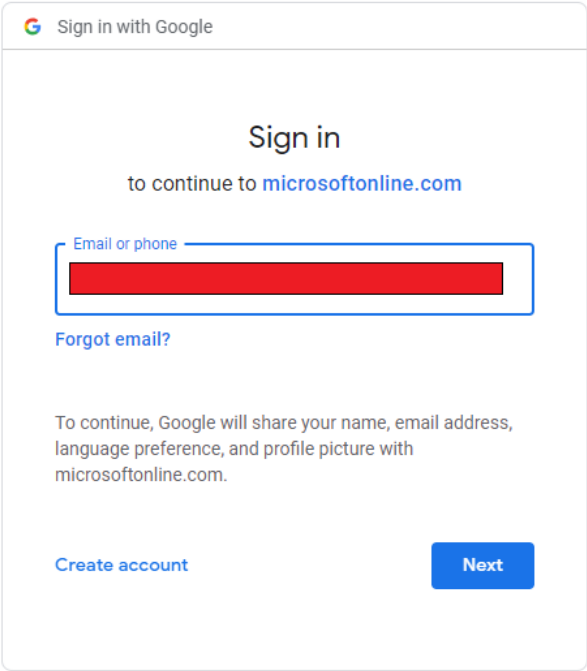 Sign in with Google
Sign in
to continue to microsoftonline.com
Email or phone
Forgot email?
To continue, Google will share your name, email address,
language preference, and profile picture with
microsoftonline.com.
Create account
Next